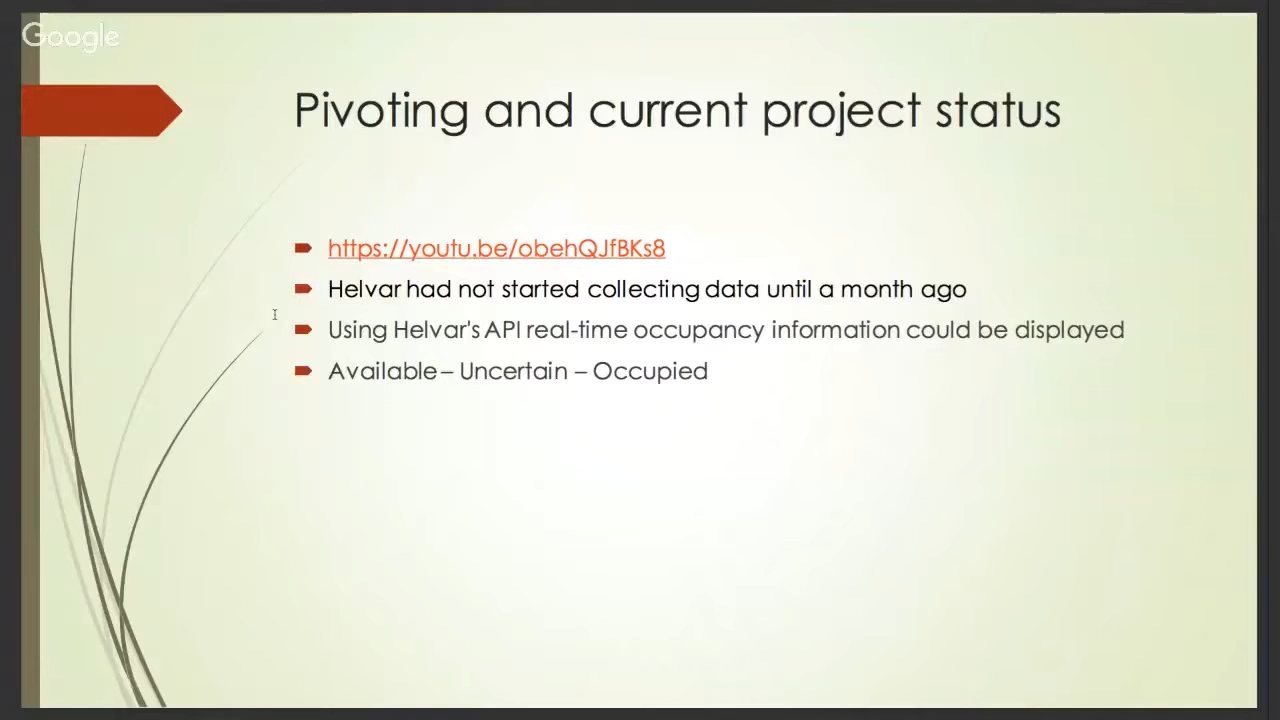 Google
Pivoting and current project status
https://youtu.be/obehQJfBKs8
Helvar had not started collecting data until a month ago
Using Helvar's API real-time occupancy information could be displayed
Available – Uncertain – Occupied